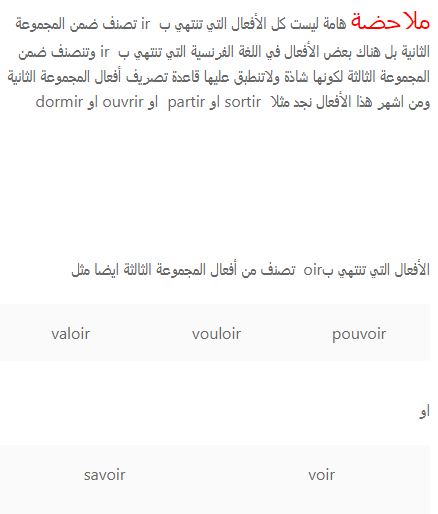 ملاحضة هامة ليست كل الأفعال التي تنتهي ب ir تصنف ضمن المجموعة
الثانية بل هناك بعض الأفعال في اللغة الفرنسية التي تنتهي ب ir وتنصنف ضمن
المجموعة الثالثة لكونها شاذة ولاتنطبق عليها قاعدة تصريف أفعال المجموعة الثانية
ومن اشهر هذا الأفعال نجد مثلا sortir او partir او ouvrir او dormir
الأفعال التي تنتهي بoir تصنف من أفعال المجموعة الثالثة ايضا مثل
pouvoir vouloir valoir
او
voir savoir